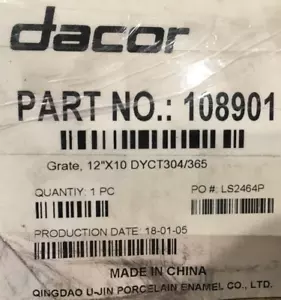 dacor
PART NO.: 108901
Grate, 12"X10 DYCT304/365
QUANTIY: 1 PC
PO #: LS2464P
PRODUCTION DATE: 18-01-05
MADE IN CHINA
QINGDAO U-JIN PORCELAIN ENAMEL CO., LTD.